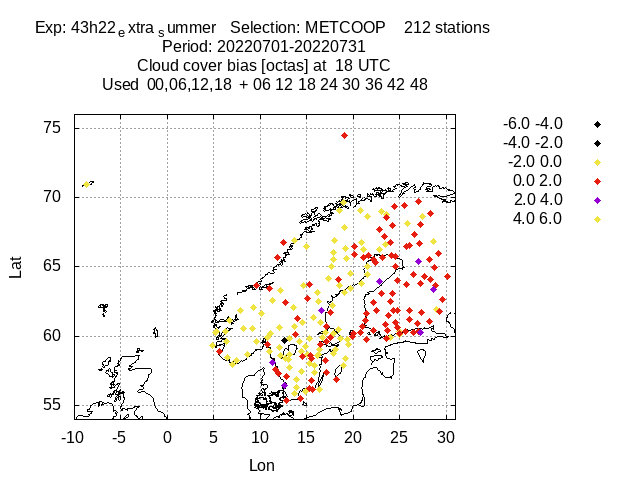 Exp: 43h22extrasummer Selection: METCOOP 212 stations
Period: 20220701-20220731
Cloud cover bias [octas] at 18 UTC
Used 00,06,12,18 + 06 12 18 24 30 36 42 48
75
70
65
60
55
Lat
-10 -5 0 5 10 15 20 25 30
Lon
-6.0 -4.0
-4.0 -2.0
-2.0 0.0
0.0 2.0
2.0 4.0
4.0 6.0